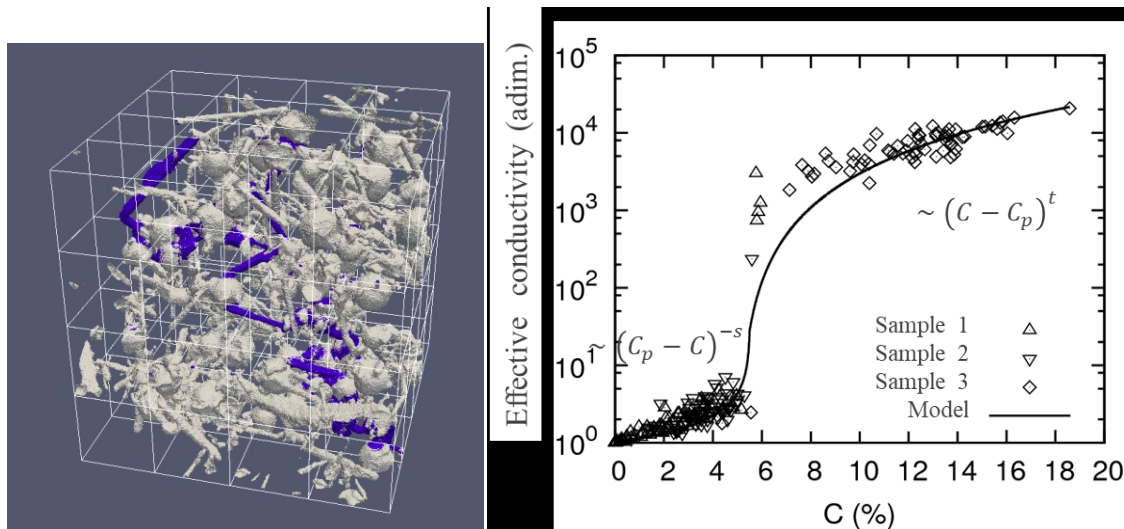 Effective conductivity (adim.)
10^5
10^4
10^3
10^2
10^1
10^0
~ (C − C_p)^t
~ (C_p − C)^−s
Sample 1
Sample 2
Sample 3
Model
0 2 4 6 8 10 12 14 16 18 20
C (%)